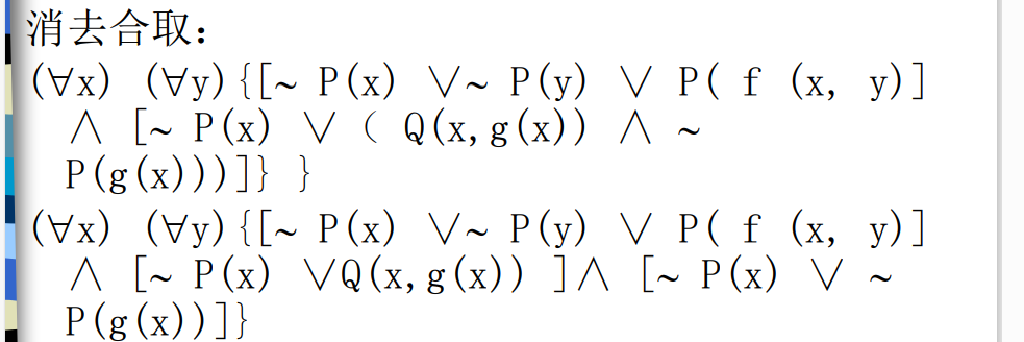 消去合取：
(∀x) (∀y){[~ P(x) ∨~ P(y) ∨ P( f (x, y)]
∧ [~ P(x) ∨ ( Q(x,g(x)) ∧ ~
P(g(x)))]} }
(∀x) (∀y){[~ P(x) ∨~ P(y) ∨ P( f (x, y)]
∧ [~ P(x) ∨Q(x,g(x)) ]∧ [~ P(x) ∨ ~
P(g(x))]}